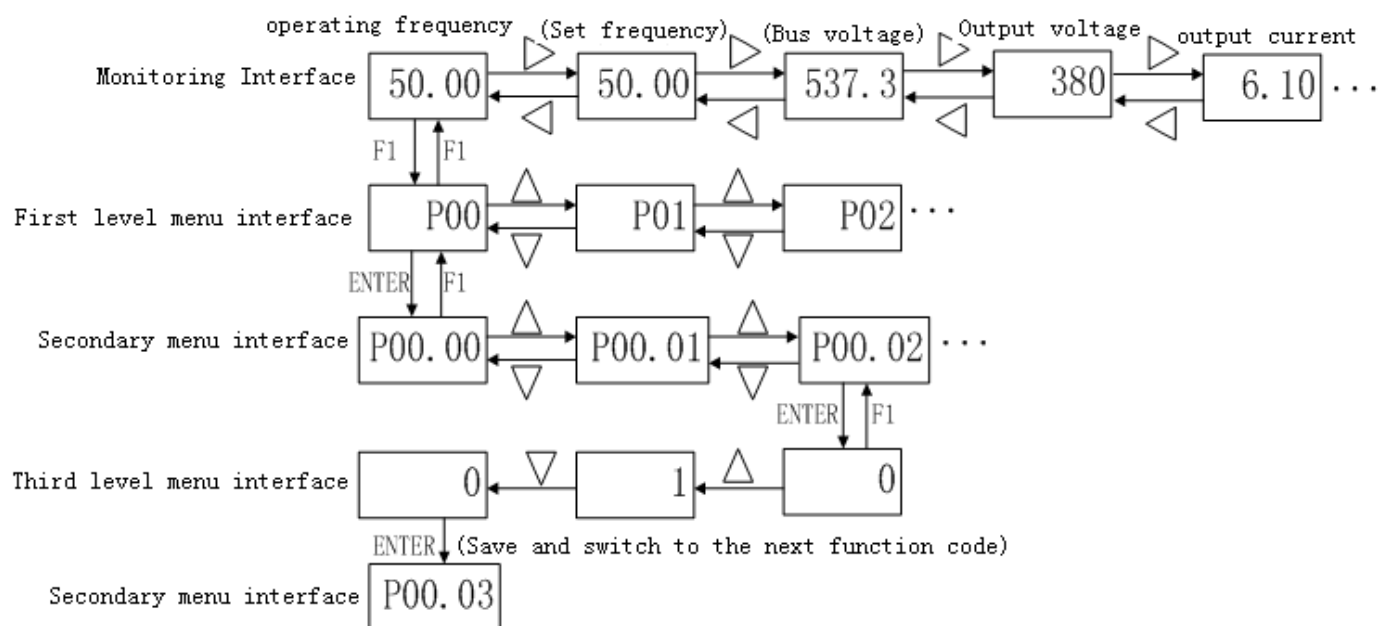 operating frequency (Set frequency) (Bus voltage) Output voltage output current
Monitoring Interface 50.00 50.00 537.3 380 6.10 ···
F1 F1
First level menu interface P00 P01 P02 ···
ENTER F1
Secondary menu interface P00.00 P00.01 P00.02 ···
ENTER F1
Third level menu interface 0 1 0
ENTER (Save and switch to the next function code)
Secondary menu interface P00.03